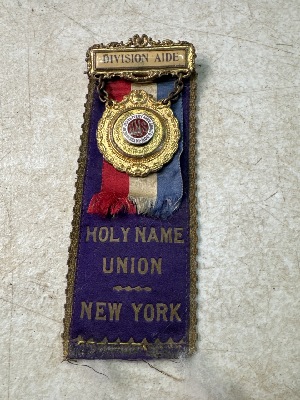 DIVISION AIDE
HOLY NAME
UNION
NEW YORK